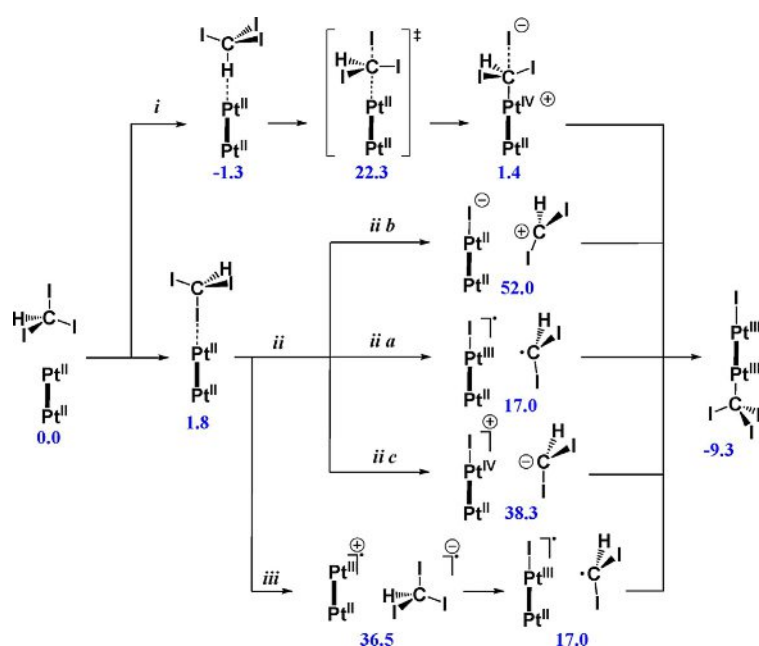 I I I C H Pt^II Pt^II
-1.3
i
I H C I I Pt^II Pt^II ‡
22.3
I ⊖ H C I I Pt^IV ⊕ Pt^II
1.4
I H C I I Pt^II Pt^II
0.0
I C H I I Pt^II Pt^II
1.8
ii
ii b
I ⊖ Pt^II Pt^II H ⊕ C I I
52.0
ii a
I • Pt^III Pt^II H • C I I
17.0
ii c
I ⊕ Pt^IV Pt^II H ⊖ C I I
38.3
iii
Pt^II ⊕ • Pt^II I ⊖ • H C I I
36.5
I • Pt^III Pt^II H • C I I
17.0
I Pt^III Pt^III I C I I
-9.3